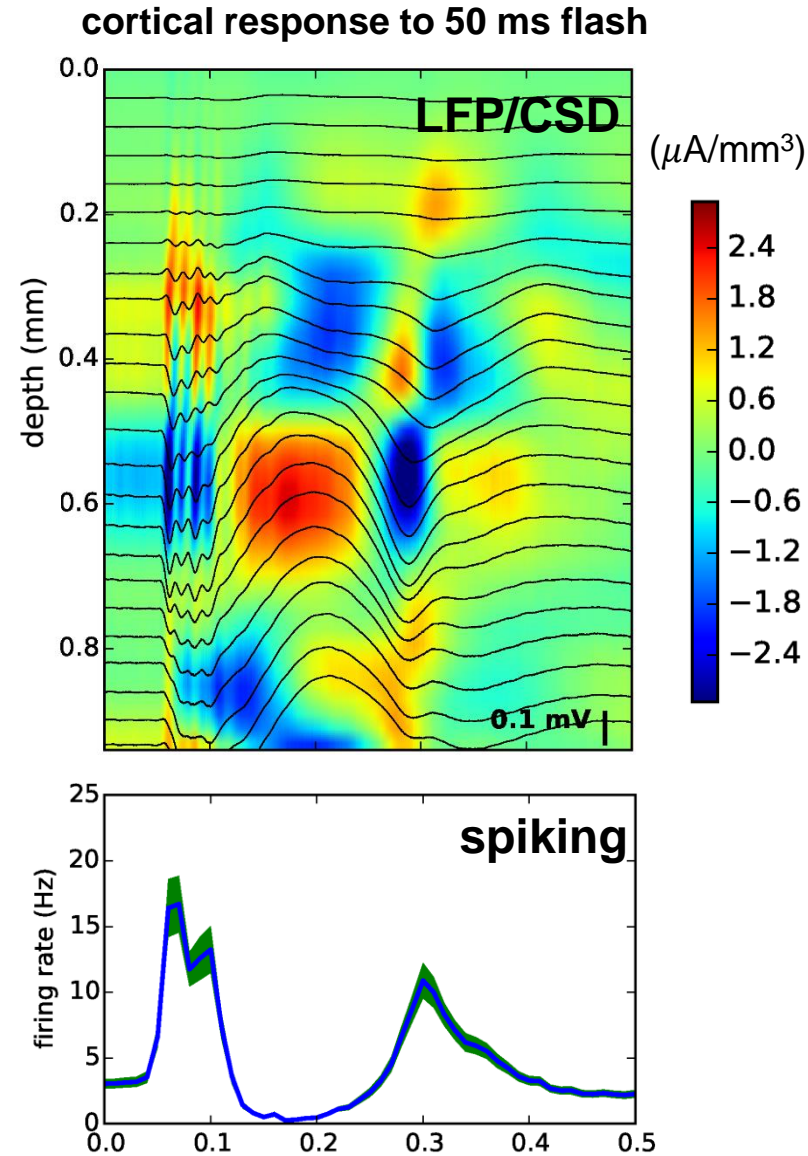 cortical response to 50 ms flash
LFP/CSD
(μA/mm³)
0.0
0.2
0.4
0.6
0.8
depth (mm)
0.1 mV
2.4
1.8
1.2
0.6
0.0
−0.6
−1.2
−1.8
−2.4
spiking
firing rate (Hz)
25
20
15
10
5
0
0.0 0.1 0.2 0.3 0.4 0.5